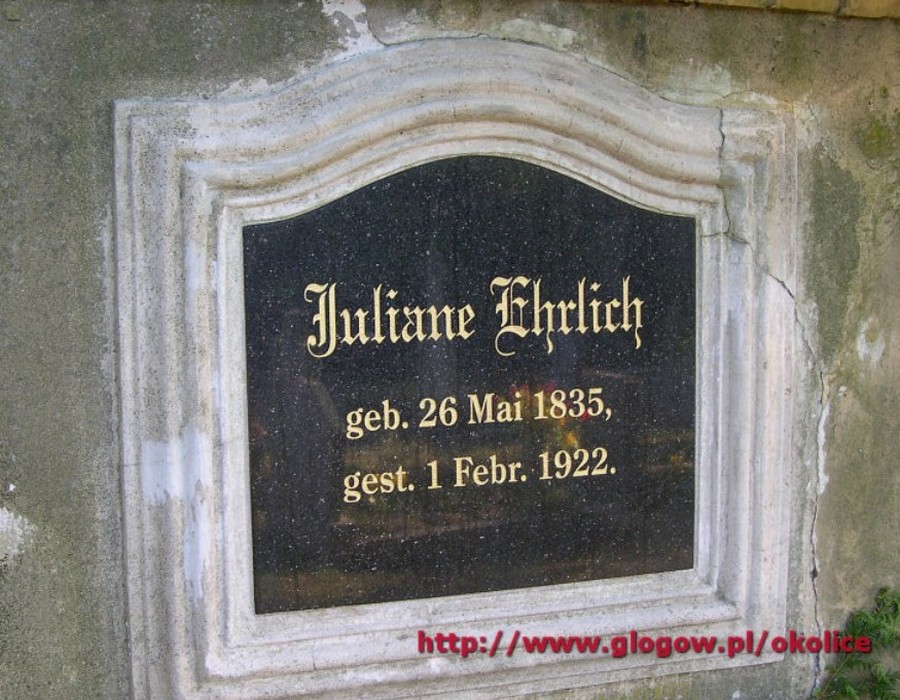 Juliane Ehrlich
geb. 26 Mai 1835,
gest. 1 Febr. 1922.
http://www.glogow.pl/okolice